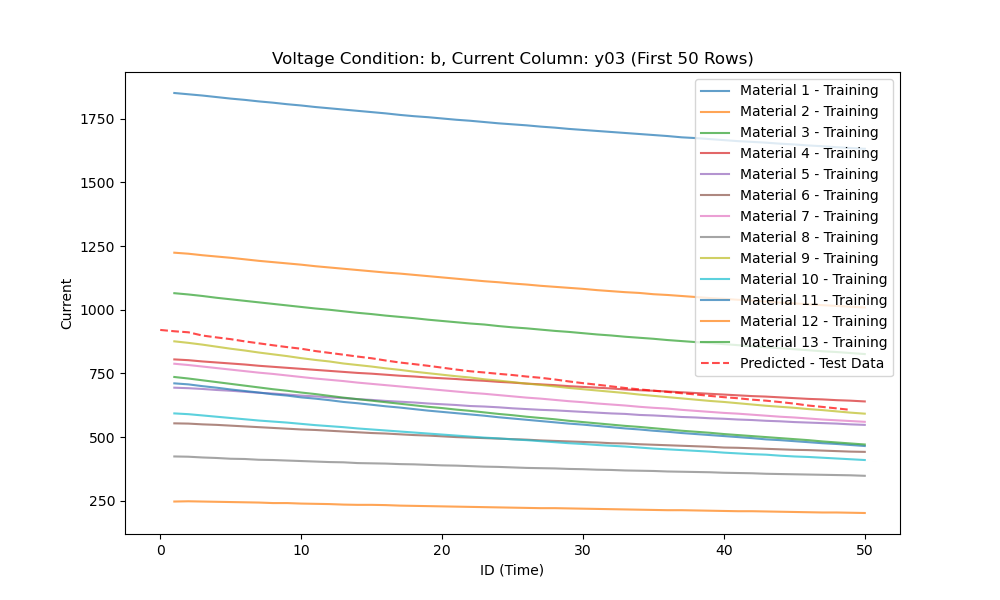 Voltage Condition: b, Current Column: y03 (First 50 Rows)
Material 1 - Training
Material 2 - Training
Material 3 - Training
Material 4 - Training
Material 5 - Training
Material 6 - Training
Material 7 - Training
Material 8 - Training
Material 9 - Training
Material 10 - Training
Material 11 - Training
Material 12 - Training
Material 13 - Training
Predicted - Test Data
Current
1750
1500
1250
1000
750
500
250
0 10 20 30 40 50
ID (Time)